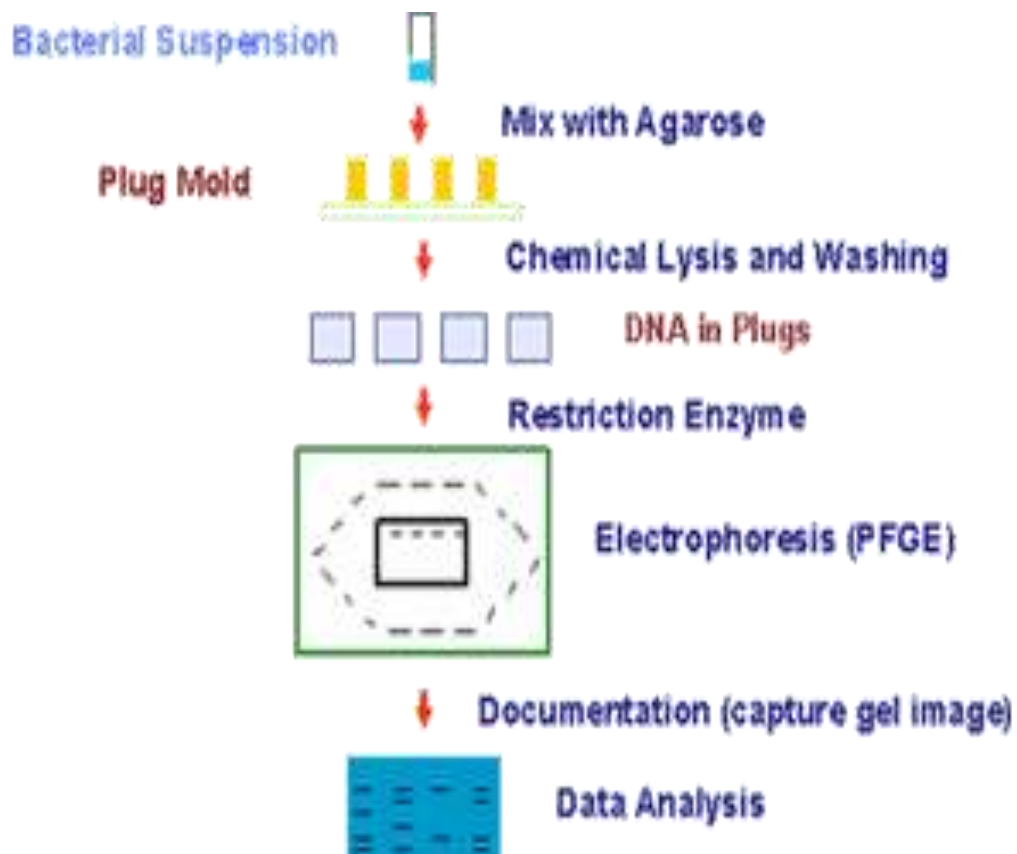 Bacterial Suspension
Mix with Agarose
Plug Mold
Chemical Lysis and Washing
DNA in Plugs
Restriction Enzyme
Electrophoresis (PFGE)
Documentation (capture gel image)
Data Analysis